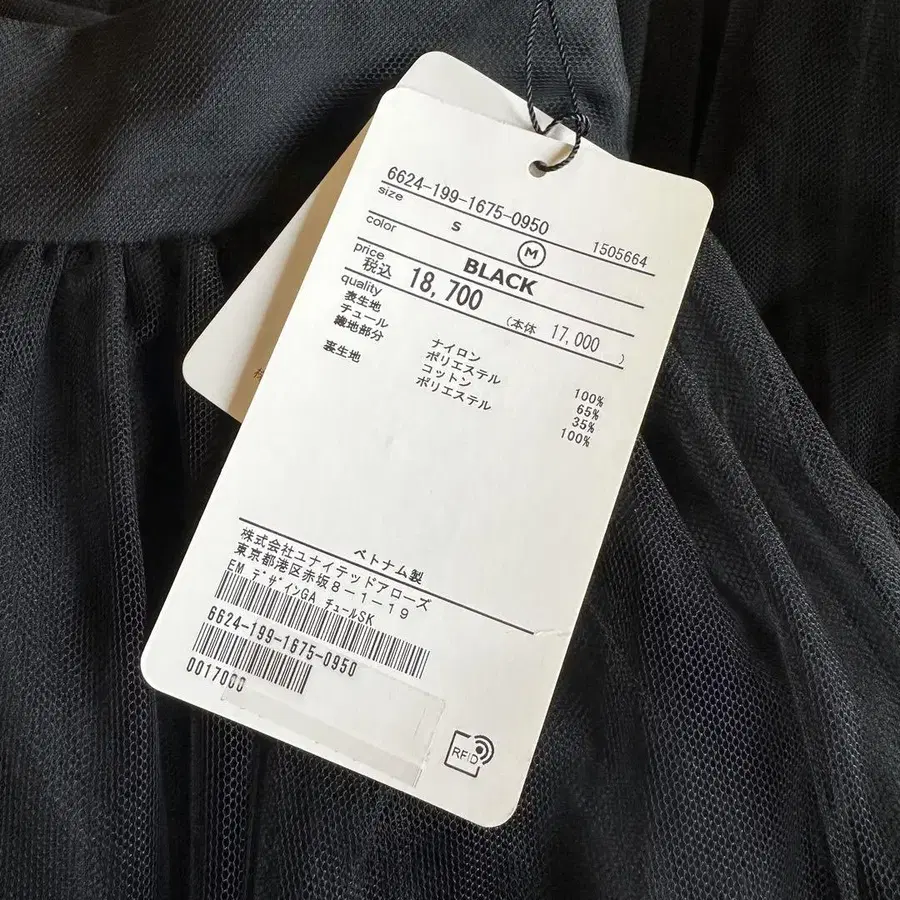 6624-199-1675-0950
size S Ⓜ 1505664
color BLACK
price 税込 18,700 (本体 17,000 )
quality
表生地
チュール ナイロン 100%
織地部分 ポリエステル 65%
コットン 35%
裏生地 ポリエステル 100%
ベトナム製
株式会社ユナイテッドアローズ
東京都港区赤坂8-1-19
EM デザインGA チュールSK
6624-199-1675-0950
0017000
RFID
株